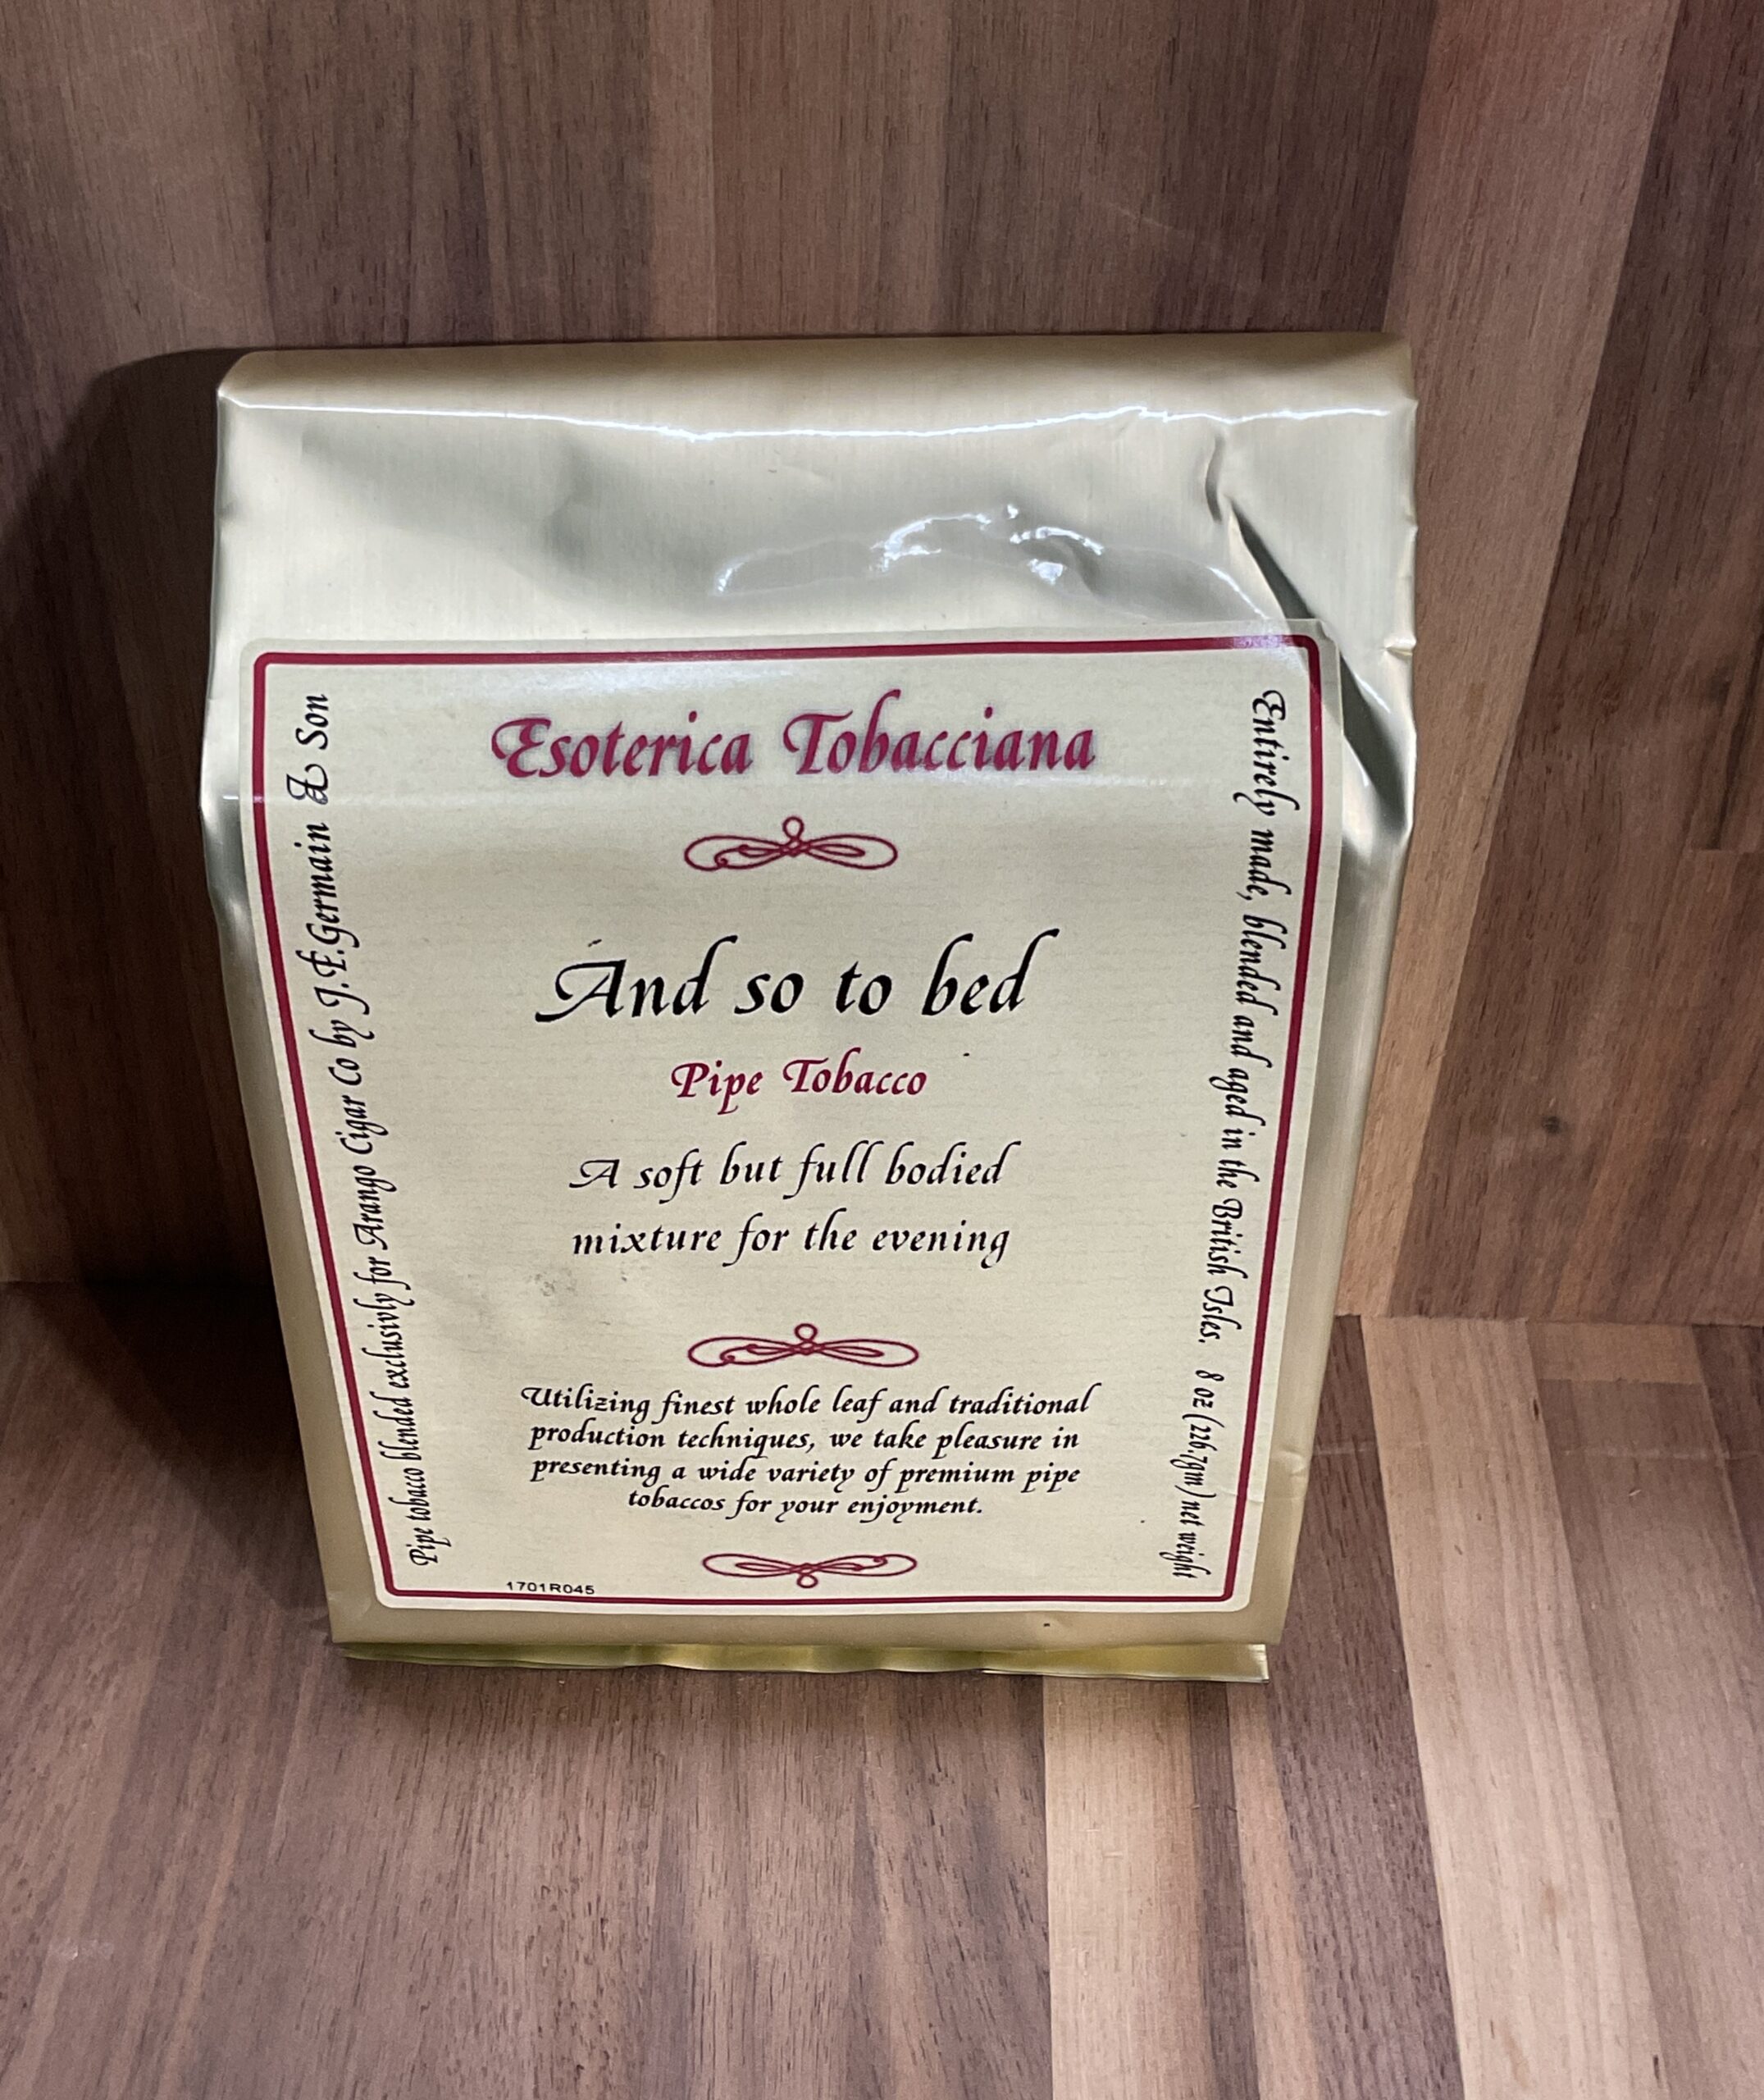 Esoterica Tobacciana
And so to bed
Pipe Tobacco
A soft but full bodied
mixture for the evening
Utilizing finest whole leaf and traditional
production techniques, we take pleasure in
presenting a wide variety of premium pipe
tobaccos for your enjoyment.
1701R045
Pipe tobacco blended exclusivly for Arango Cigar Co by J.F.Germain & Son
Entirely made, blended and aged in the British Isles. 8 oz (226.7gm) net weight